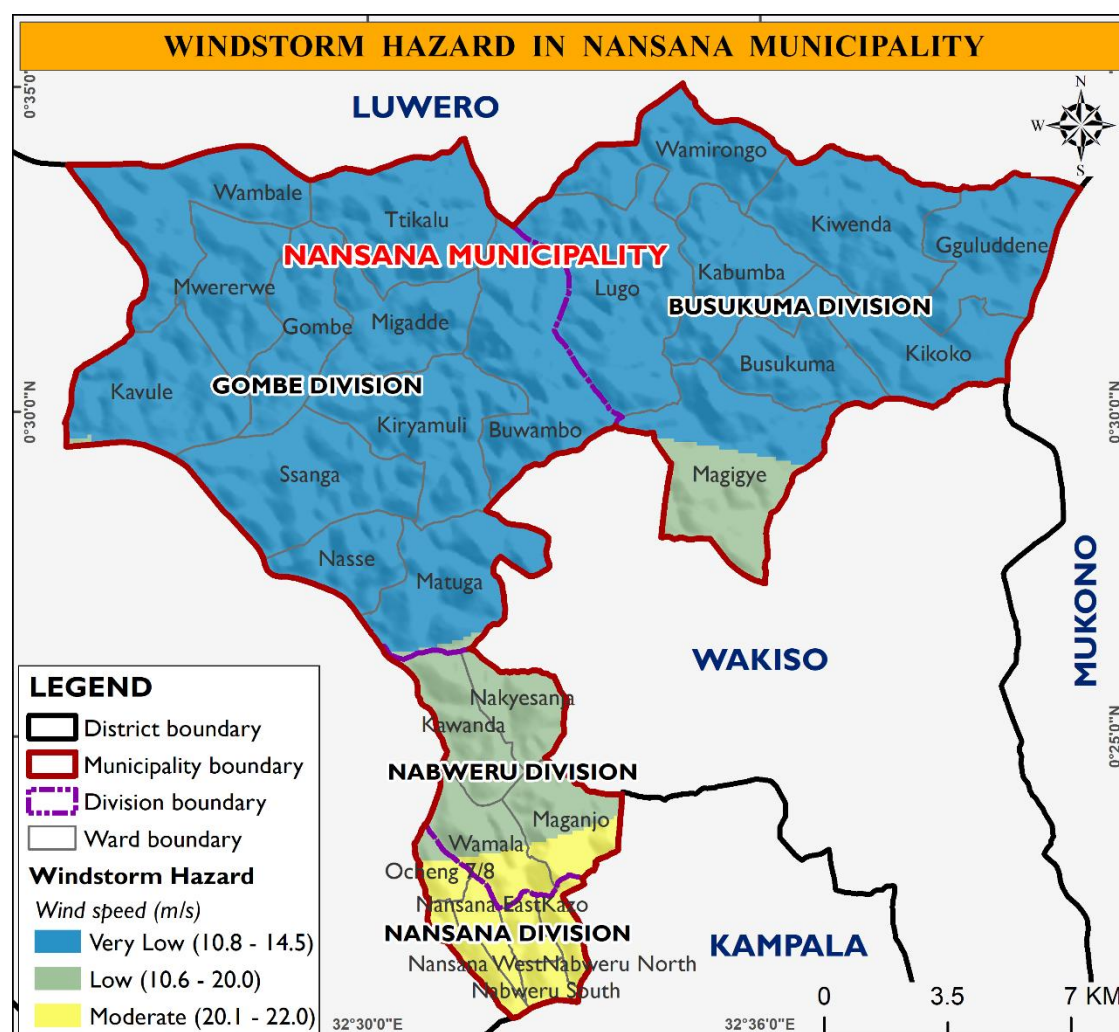 WINDSTORM HAZARD IN NANSANA MUNICIPALITY
0°35'0"
LUWERO
N
W
S
Wamirongo
Wambale
Ttikalu
Kiwenda
Gguluddene
NANSANA MUNICIPALITY
Kabumba
Mwererwe
Lugo
BUSUKUMA DIVISION
Gombe
Migadde
Kikoko
Busukuma
Kavule
GOMBE DIVISION
0°30'0"N
0°30'0"N
Kiryamuli
Buwambo
Ssanga
Magigye
Nasse
Matuga
MUKONO
WAKISO
LEGEND
District boundary
Municipality boundary
Division boundary
Ward boundary
Windstorm Hazard
Wind speed (m/s)
Very Low (10.8 - 14.5)
Low (10.6 - 20.0)
Moderate (20.1 - 22.0)
Nakyesanja
Kawanda
0°25'0"N
NABWERU DIVISION
Maganjo
Wamala
Ocheng 7/8
Nansana East
Kazo
NANSANA DIVISION
KAMPALA
Nansana West
Nabweru North
Nabweru South
0 3.5 7 KM
32°30'0"E
32°36'0"E